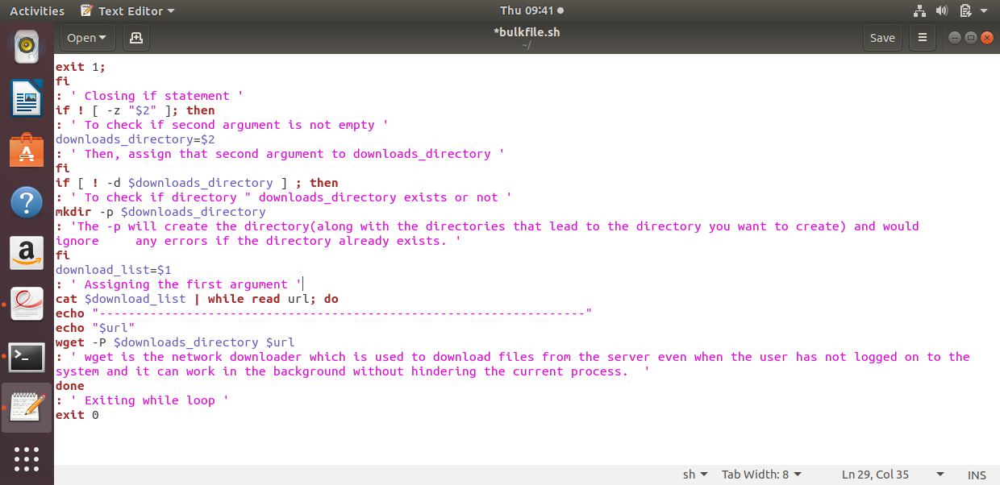 Activities Text Editor Thu 09:41
Open *bulkfile.sh Save
~/
exit 1;
fi
: ' Closing if statement '
if ! [ -z "$2" ]; then
: ' To check if second argument is not empty '
downloads_directory=$2
: ' Then, assign that second argument to downloads_directory '
fi
if [ ! -d $downloads_directory ] ; then
: ' To check if directory " downloads_directory exists or not '
mkdir -p $downloads_directory
: 'The -p will create the directory(along with the directories that lead to the directory you want to create) and would
ignore     any errors if the directory already exists. '
fi
download_list=$1
: ' Assigning the first argument '
cat $download_list | while read url; do
echo "-------------------------------------------------------------------"
echo "$url"
wget -P $downloads_directory $url
: ' wget is the network downloader which is used to download files from the server even when the user has not logged on to the
system and it can work in the background without hindering the current process.  '
done
: ' Exiting while loop '
exit 0
sh Tab Width: 8 Ln 29, Col 35 INS